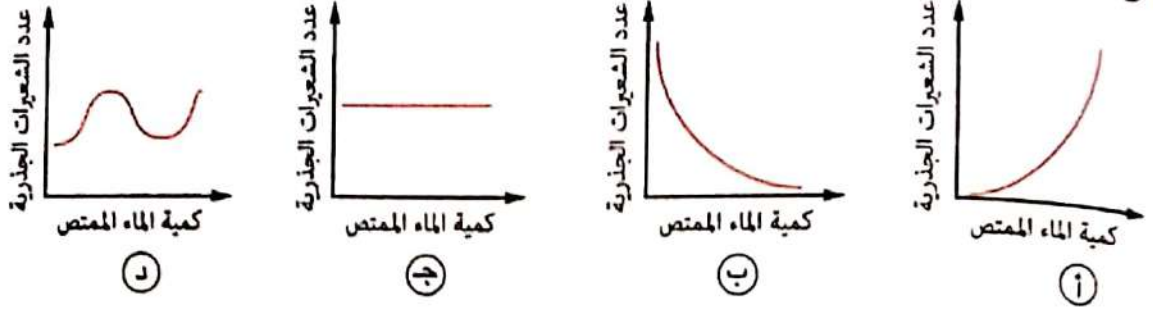 عدد الشعيرات الجذرية
كمية الماء الممتص
أ
عدد الشعيرات الجذرية
كمية الماء الممتص
ب
عدد الشعيرات الجذرية
كمية الماء الممتص
ج
عدد الشعيرات الجذرية
كمية الماء الممتص
د